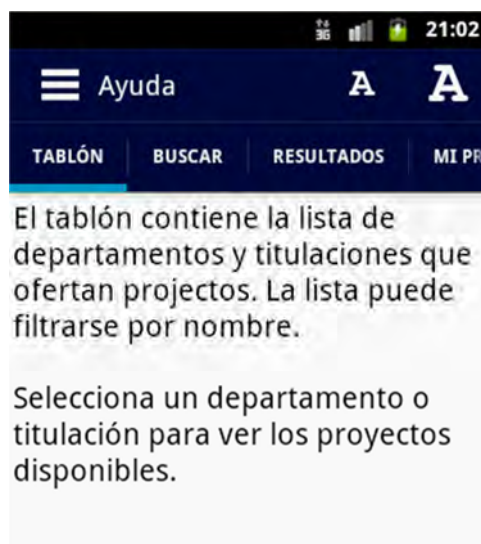 3G 21:02
Ayuda A A
TABLÓN BUSCAR RESULTADOS MI PR
El tablón contiene la lista de
departamentos y titulaciones que
ofertan projectos. La lista puede
filtrarse por nombre.
Selecciona un departamento o
titulación para ver los proyectos
disponibles.